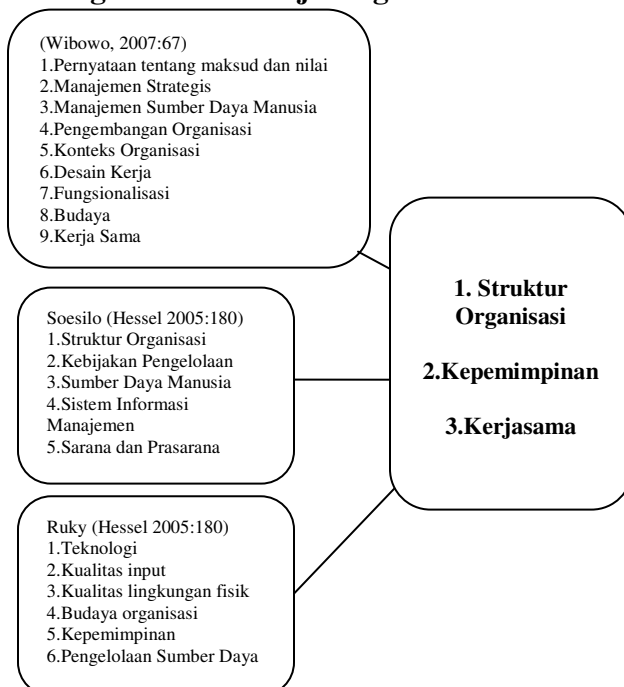 (Wibowo, 2007:67)
1.Pernyataan tentang maksud dan nilai
2.Manajemen Strategis
3.Manajemen Sumber Daya Manusia
4.Pengembangan Organisasi
5.Konteks Organisasi
6.Desain Kerja
7.Fungsionalisasi
8.Budaya
9.Kerja Sama
Soesilo (Hessel 2005:180)
1.Struktur Organisasi
2.Kebijakan Pengelolaan
3.Sumber Daya Manusia
4.Sistem Informasi
Manajemen
5.Sarana dan Prasarana
Ruky (Hessel 2005:180)
1.Teknologi
2.Kualitas input
3.Kualitas lingkungan fisik
4.Budaya organisasi
5.Kepemimpinan
6.Pengelolaan Sumber Daya
1. Struktur
Organisasi
2.Kepemimpinan
3.Kerjasama